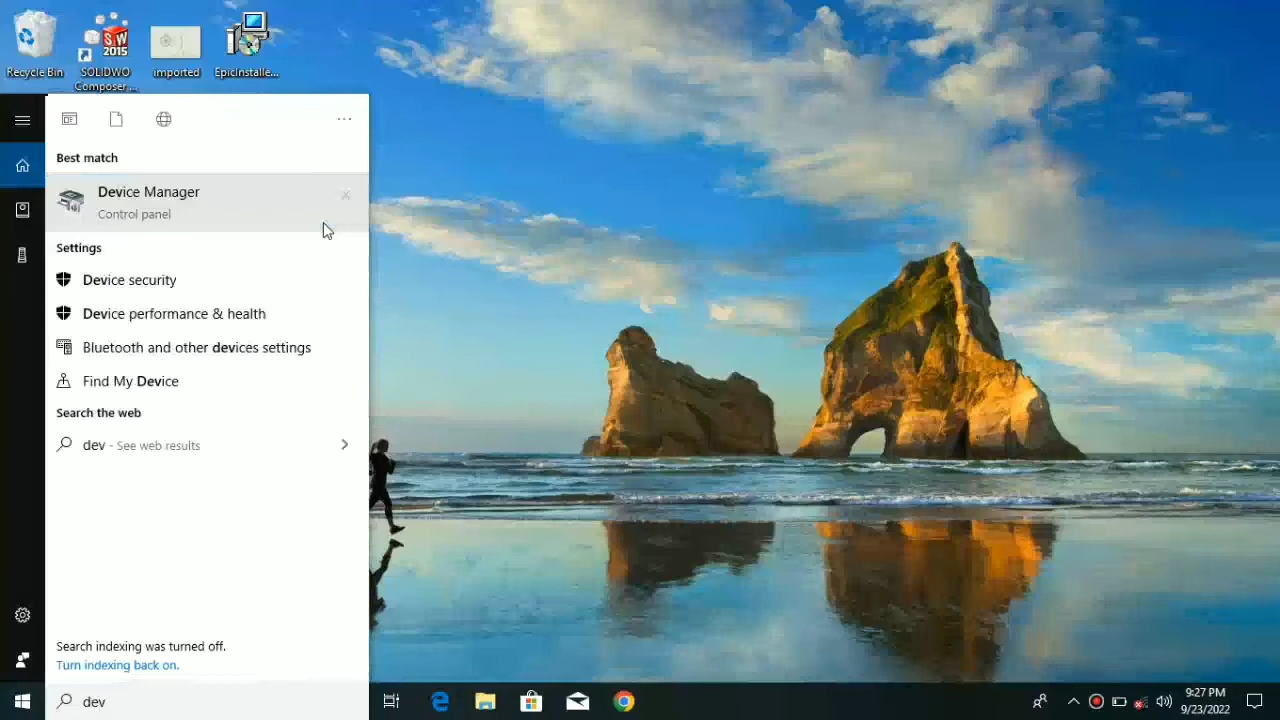 Recycle Bin
SOLIDWO
Composer ...
imported
EpicInstalle...
SW
2015
Best match
Device Manager
Control panel
Settings
Device security
Device performance & health
Bluetooth and other devices settings
Find My Device
Search the web
dev - See web results
Search indexing was turned off.
Turn indexing back on.
dev
9:27 PM
9/23/2022